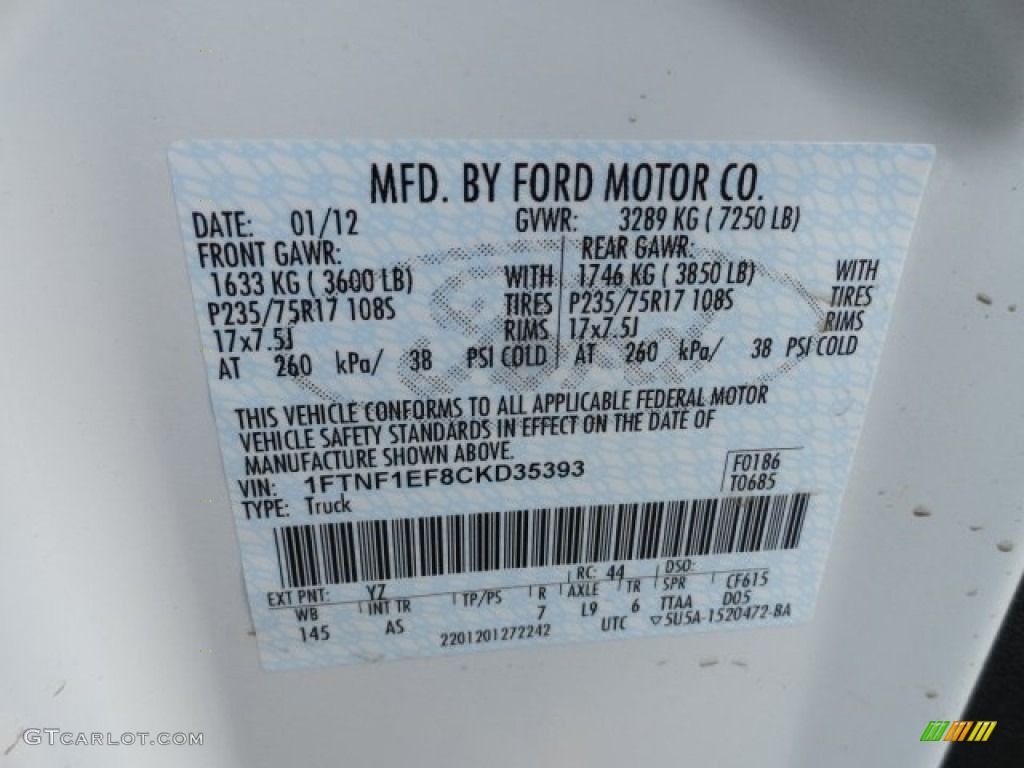 MFD. BY FORD MOTOR CO.
DATE: 01/12 GVWR: 3289 KG ( 7250 LB)
FRONT GAWR: REAR GAWR:
1633 KG ( 3600 LB) WITH 1746 KG ( 3850 LB) WITH
P235/75R17 108S TIRES P235/75R17 108S TIRES
17x7.5J RIMS 17x7.5J RIMS
AT 260 kPa/ 38 PSI COLD AT 260 kPa/ 38 PSI COLD
THIS VEHICLE CONFORMS TO ALL APPLICABLE FEDERAL MOTOR
VEHICLE SAFETY STANDARDS IN EFFECT ON THE DATE OF
MANUFACTURE SHOWN ABOVE.
VIN: 1FTNF1EF8CKD35393 F0186
TYPE: Truck T0685
EXT PNT: YZ RC: 44 DSO:
WB INT TR TP/PS R AXLE TR SPR CF615
145 AS 7 L9 6 TTAA D05
2201201272242 UTC ▽5U5A-1520472-BA
GTCARLOT.COM